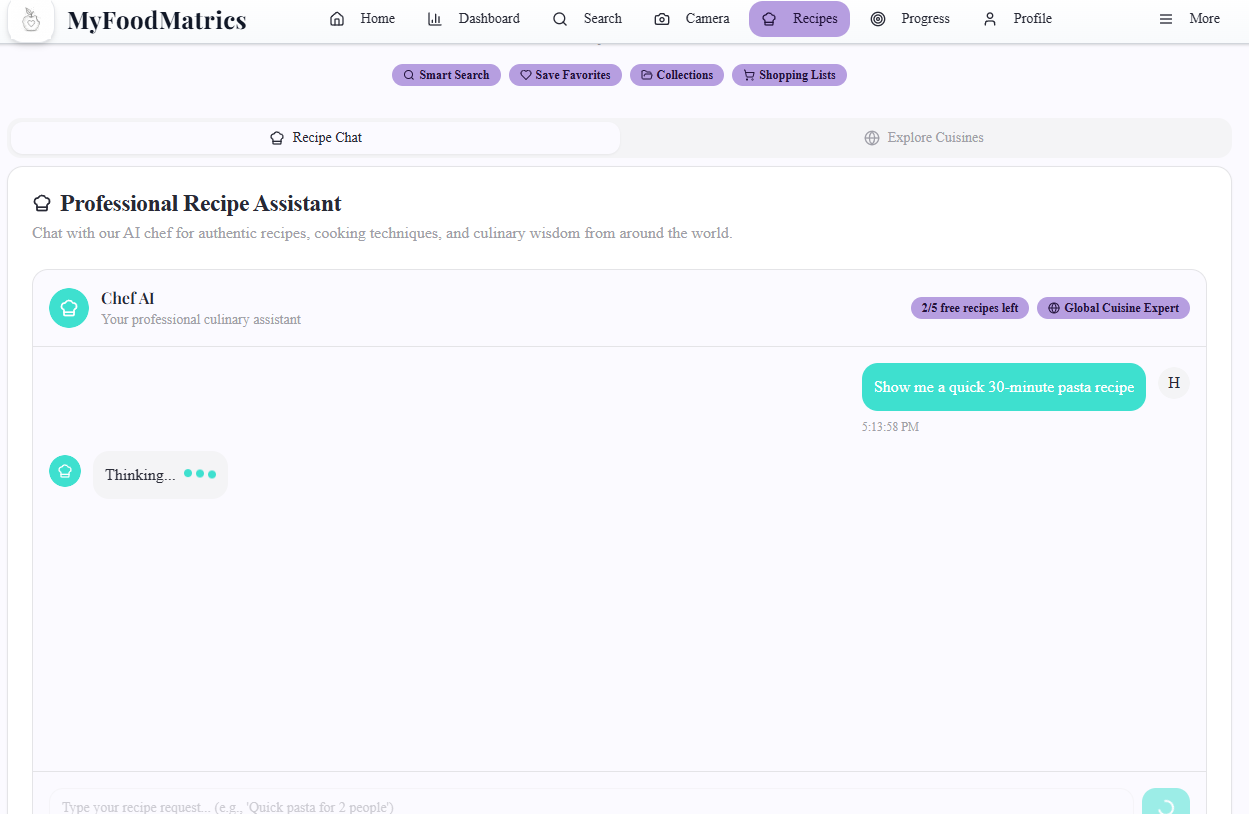 MyFoodMatrics
Home
Dashboard
Search
Camera
Recipes
Progress
Profile
More
Smart Search
Save Favorites
Collections
Shopping Lists
Recipe Chat
Explore Cuisines
Professional Recipe Assistant
Chat with our AI chef for authentic recipes, cooking techniques, and culinary wisdom from around the world.
Chef AI
Your professional culinary assistant
2/5 free recipes left
Global Cuisine Expert
Show me a quick 30-minute pasta recipe
H
5:13:58 PM
Thinking...
Type your recipe request... (e.g., 'Quick pasta for 2 people')